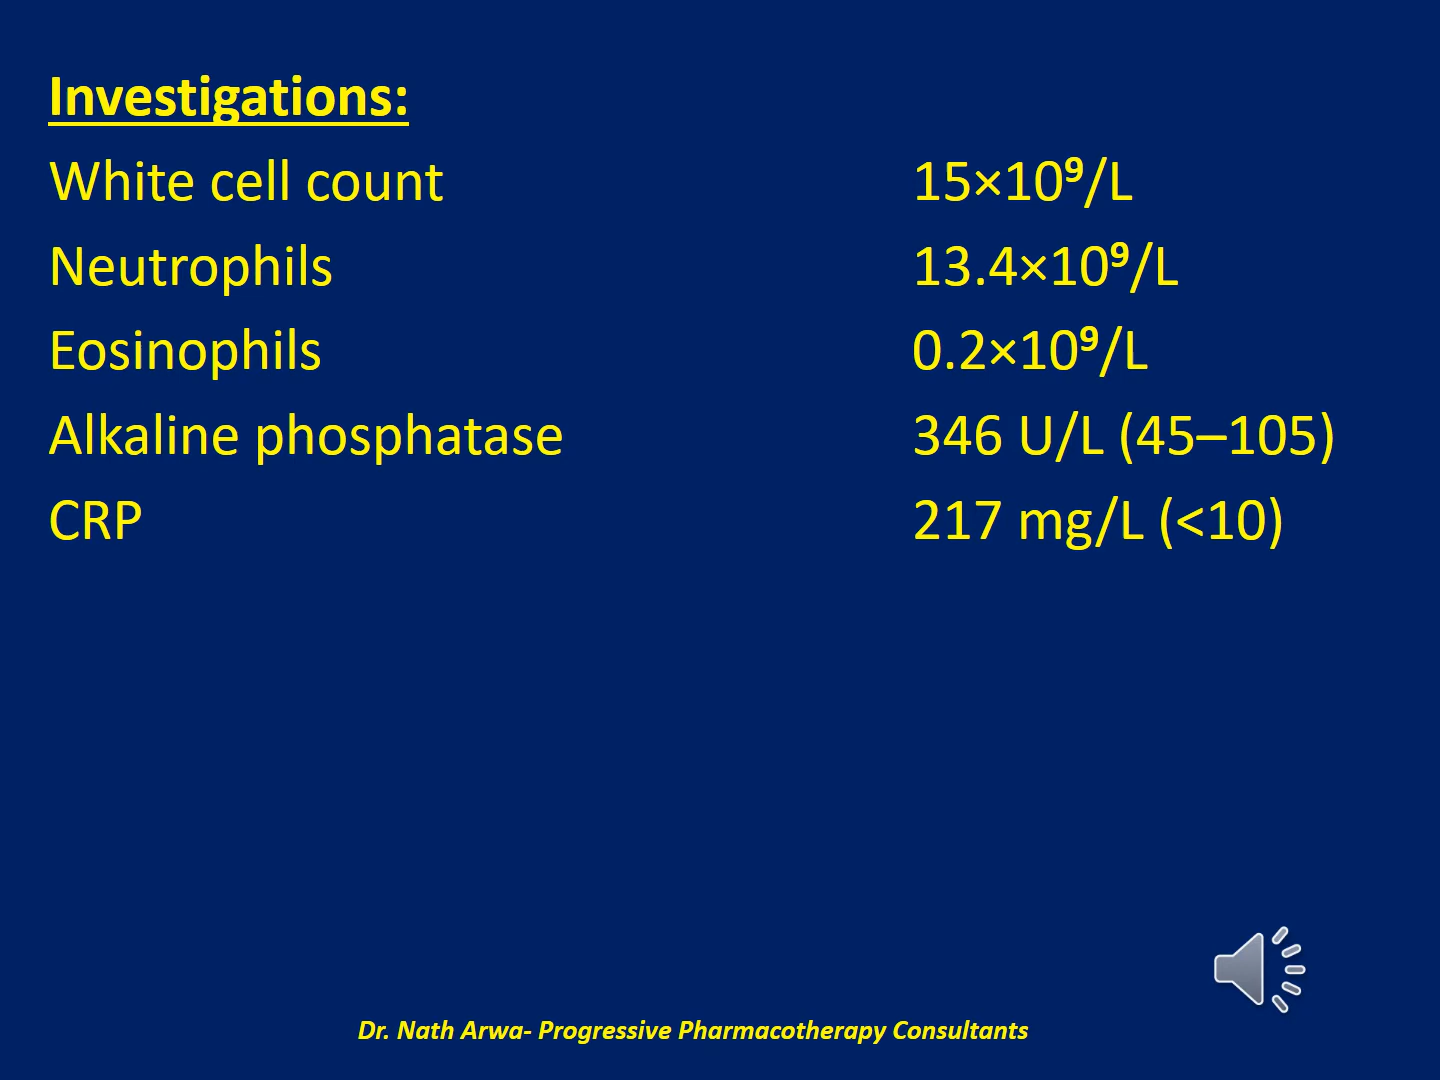 Investigations:
White cell count 15×10⁹/L
Neutrophils 13.4×10⁹/L
Eosinophils 0.2×10⁹/L
Alkaline phosphatase 346 U/L (45–105)
CRP 217 mg/L (<10)
Dr. Nath Arwa- Progressive Pharmacotherapy Consultants